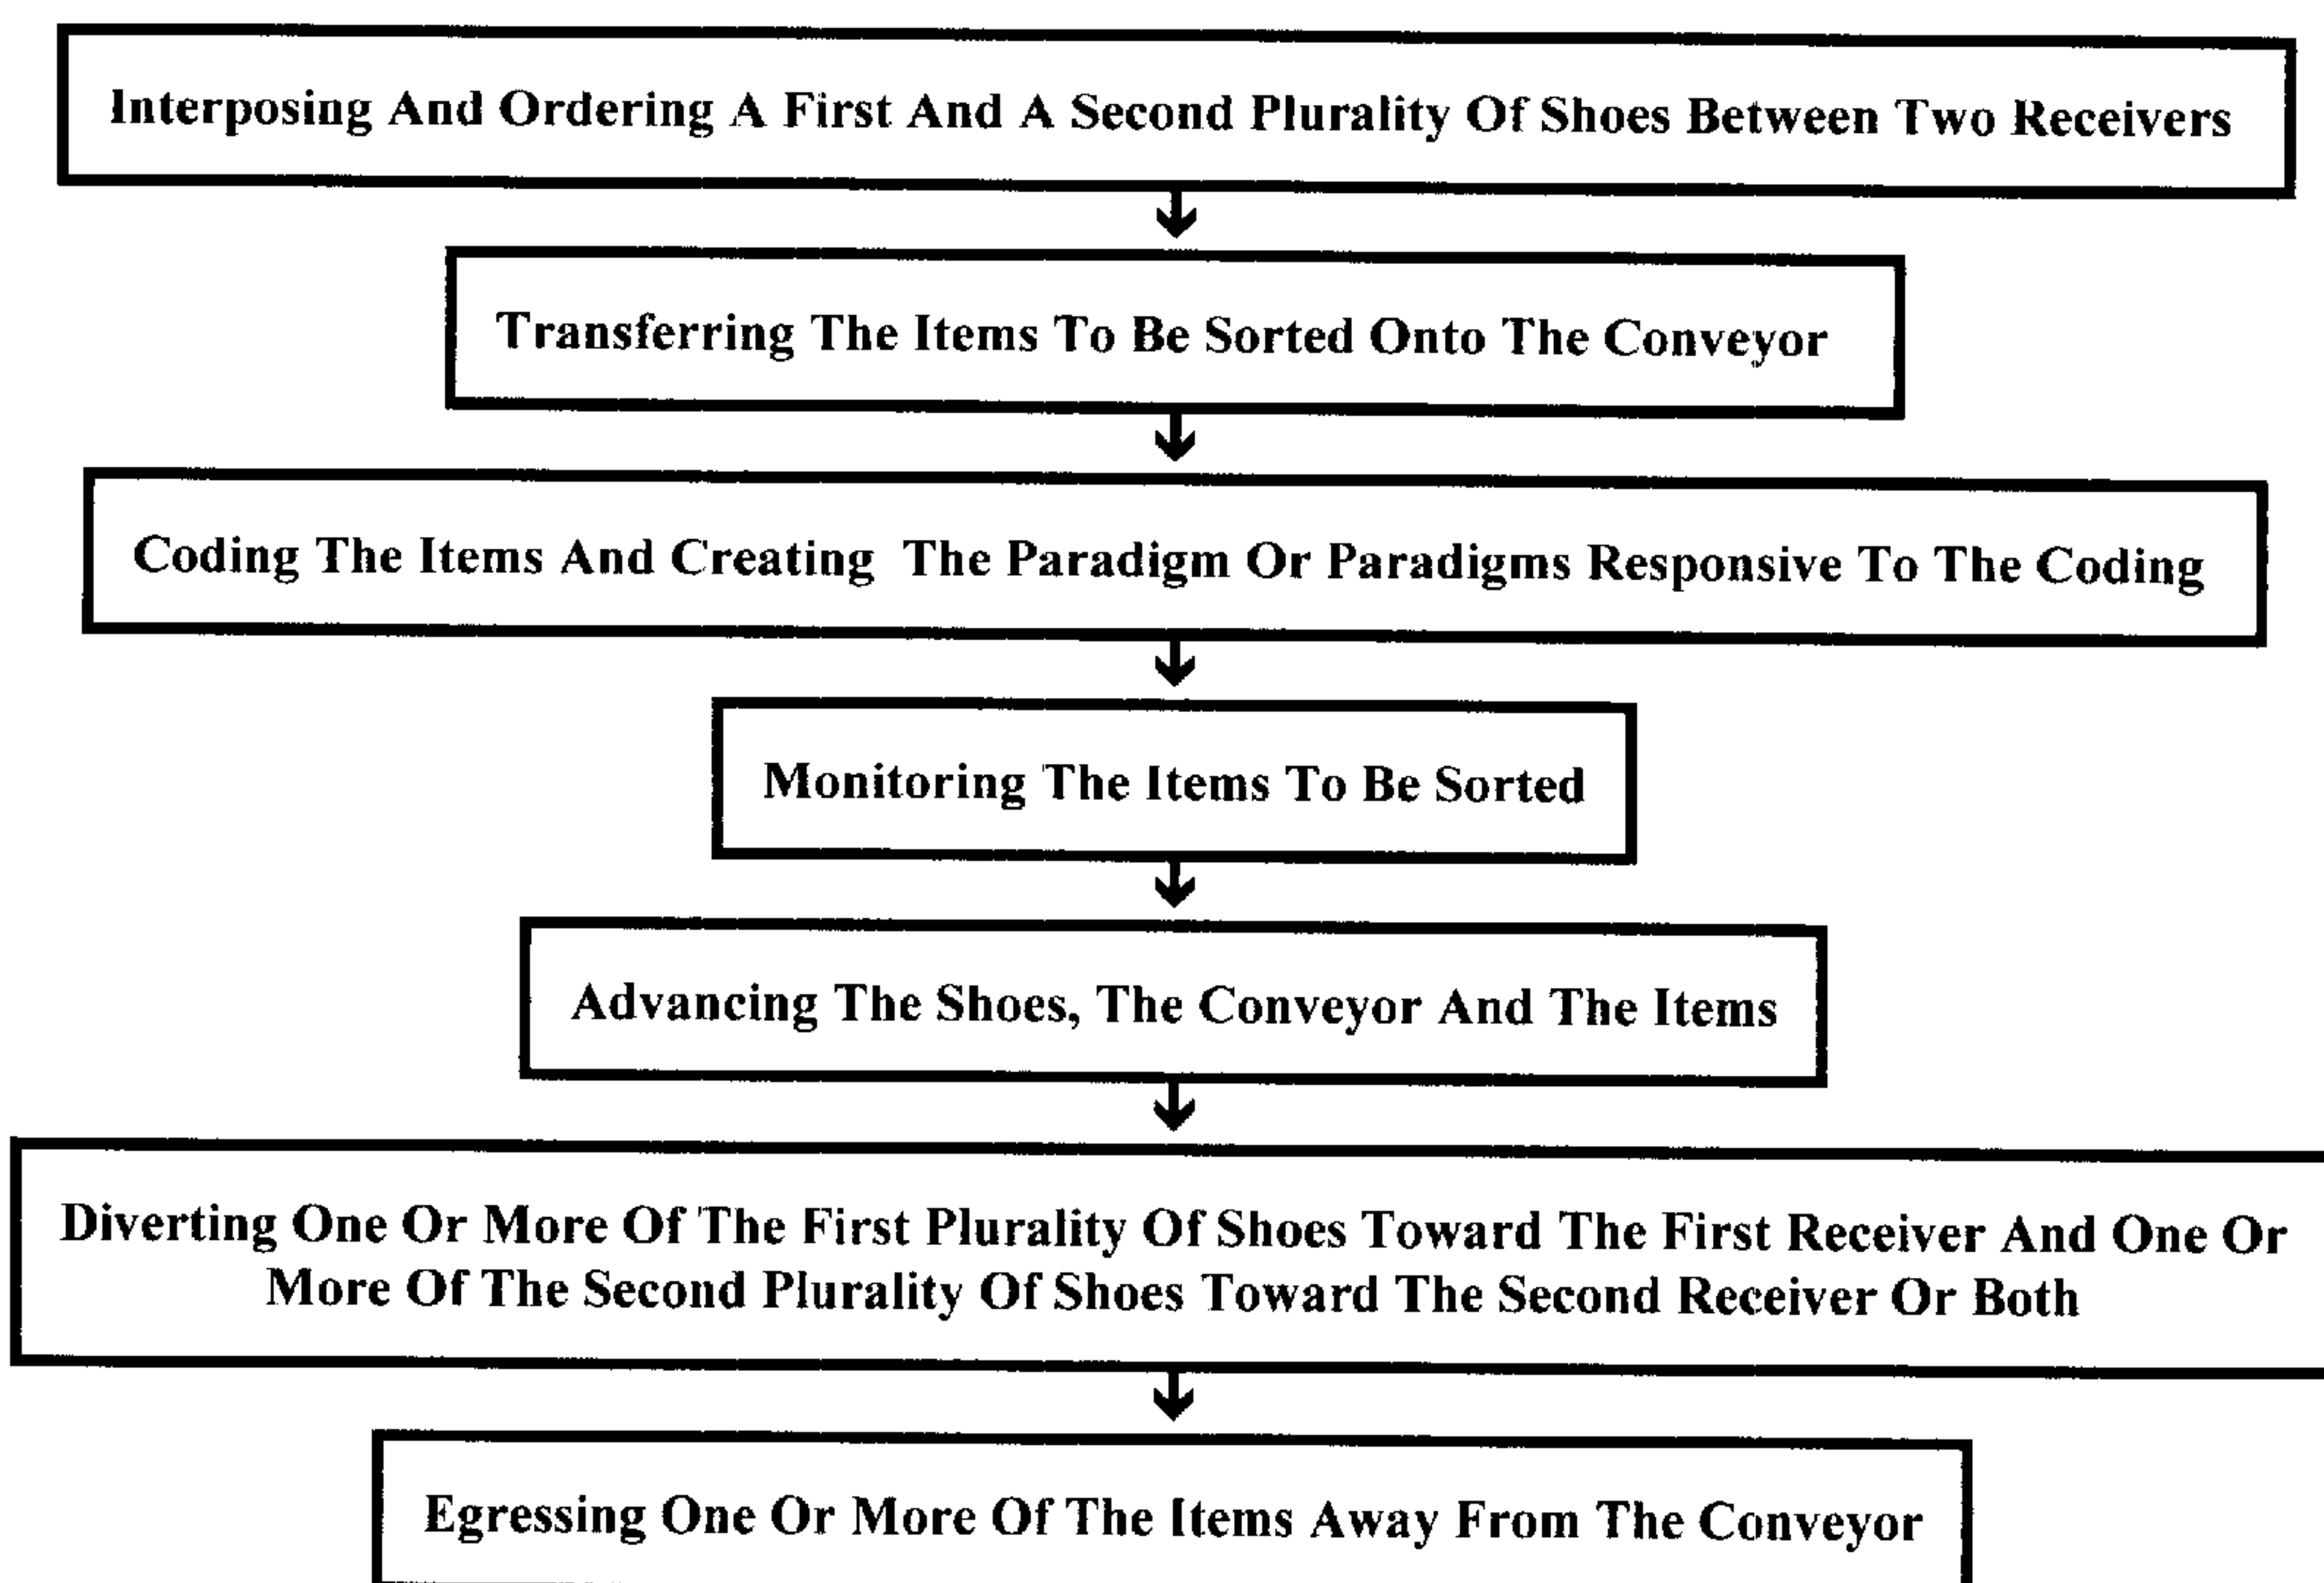 Interposing And Ordering A First And A Second Plurality Of Shoes Between Two Receivers
Transferring The Items To Be Sorted Onto The Conveyor
Coding The Items And Creating The Paradigm Or Paradigms Responsive To The Coding
Monitoring The Items To Be Sorted
Advancing The Shoes, The Conveyor And The Items
Diverting One Or More Of The First Plurality Of Shoes Toward The First Receiver And One Or
More Of The Second Plurality Of Shoes Toward The Second Receiver Or Both
Egressing One Or More Of The Items Away From The Conveyor